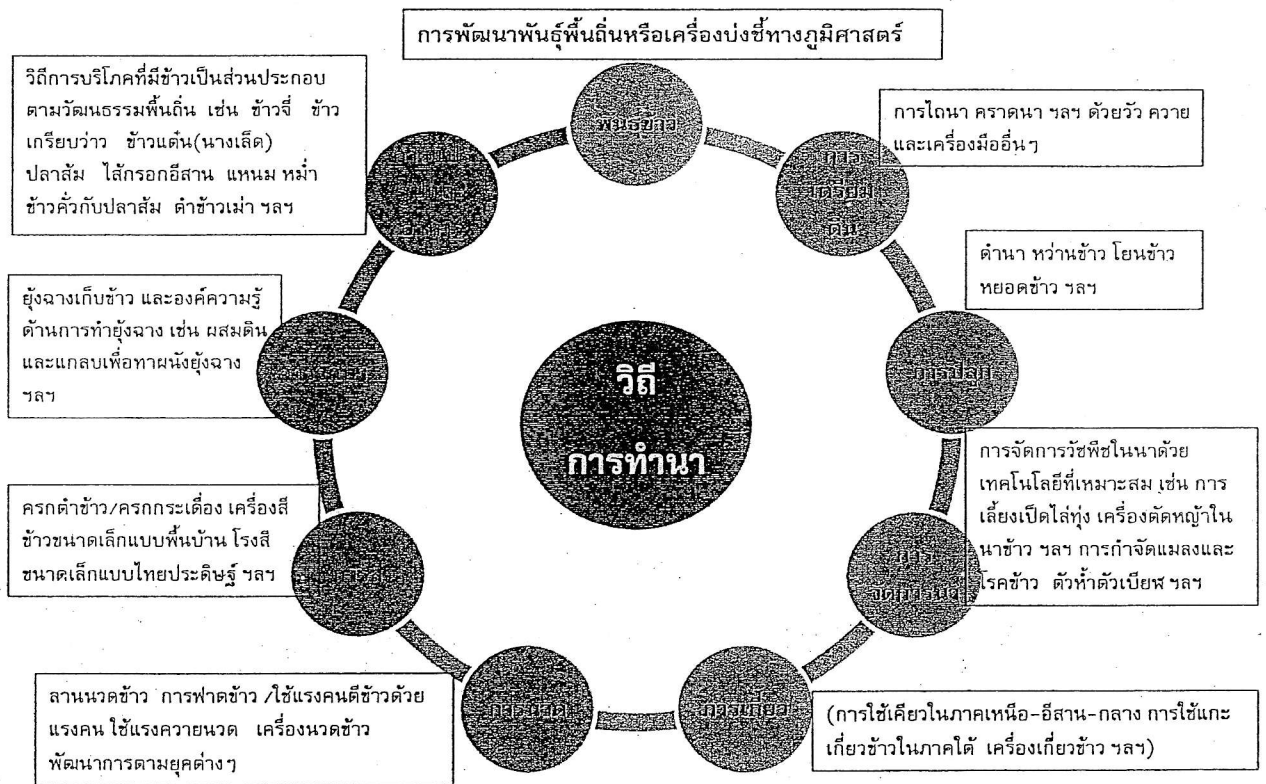 การพัฒนาพันธุ์พื้นถิ่นหรือเครื่องบ่งชี้ทางภูมิศาสตร์
พันธุ์ข้าว
วิถีการบริโภคที่มีข้าวเป็นส่วนประกอบ
ตามวัฒนธรรมพื้นถิ่น เช่น ข้าวจี่ ข้าว
เกรียบว่าว ข้าวแต๋น(นางเล็ด)
ปลาส้ม ไส้กรอกอีสาน แหนม หม่ำ
ข้าวคั่วกับปลาส้ม ตำข้าวเม่า ฯลฯ
การไถนา คราดนา ฯลฯ ด้วยวัว ควาย
และเครื่องมืออื่นๆ
การ
เตรียม
ดิน
ดำนา หว่านข้าว โยนข้าว
หยอดข้าว ฯลฯ
การปลูก
ยุ้งฉางเก็บข้าว และองค์ความรู้
ด้านการทำยุ้งฉาง เช่น ผสมดิน
และแกลบเพื่อทาผนังยุ้งฉาง
ฯลฯ
วิถี
การทำนา
การจัดการวัชพืชในนาด้วย
เทคโนโลยีที่เหมาะสม เช่น การ
เลี้ยงเป็ดไล่ทุ่ง เครื่องตัดหญ้าใน
นาข้าว ฯลฯ การกำจัดแมลงและ
โรคข้าว ตัวห้ำตัวเบียฬ ฯลฯ
การ
จัดการนา
ครกตำข้าว/ครกกระเดื่อง เครื่องสี
ข้าวขนาดเล็กแบบพื้นบ้าน โรงสี
ขนาดเล็กแบบไทยประดิษฐ์ ฯลฯ
ลานนวดข้าว การฟาดข้าว /ใช้แรงคนตีข้าวด้วย
แรงคน ใช้แรงควายนวด เครื่องนวดข้าว
พัฒนาการตามยุคต่างๆ
การนวด
การเกี่ยว
(การใช้เคียวในภาคเหนือ-อีสาน-กลาง การใช้แกะ
เกี่ยวข้าวในภาคใต้ เครื่องเกี่ยวข้าว ฯลฯ)